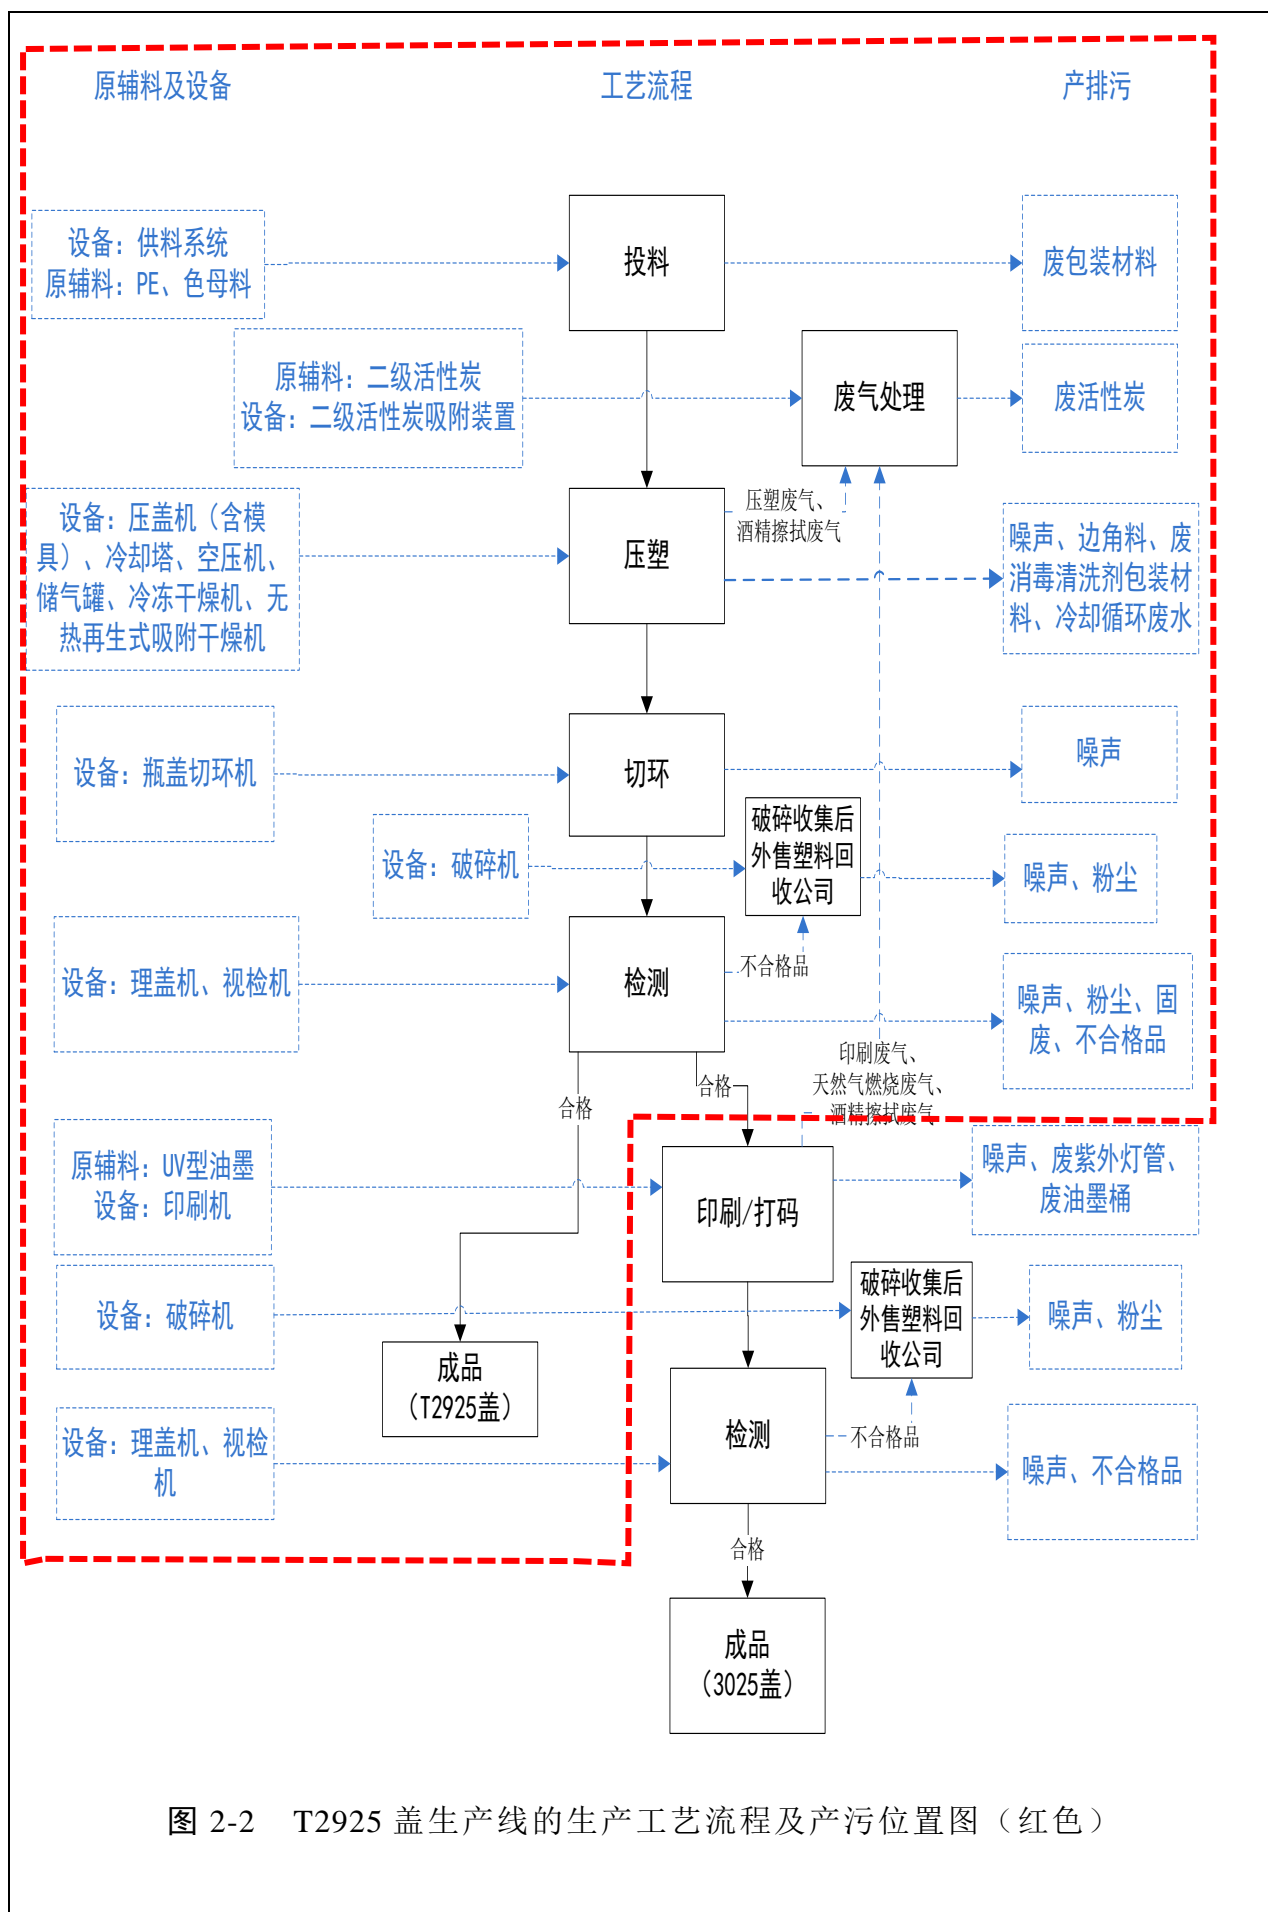 原辅料及设备
工艺流程
产排污
设备：供料系统
原辅料：PE、色母料
投料
废包装材料
原辅料：二级活性炭
设备：二级活性炭吸附装置
废气处理
废活性炭
设备：压盖机（含模
具）、冷却塔、空压机、
储气罐、冷冻干燥机、无
热再生式吸附干燥机
压塑
压塑废气、
酒精擦拭废气
噪声、边角料、废
消毒清洗剂包装材
料、冷却循环废水
设备：瓶盖切环机
切环
噪声
设备：破碎机
破碎收集后
外售塑料回
收公司
噪声、粉尘
设备：理盖机、视检机
检测
不合格品
噪声、粉尘、固
废、不合格品
合格
合格
印刷废气、
天然气燃烧废气、
酒精擦拭废气
原辅料：UV型油墨
设备：印刷机
印刷/打码
噪声、废紫外灯管、
废油墨桶
设备：破碎机
破碎收集后
外售塑料回
收公司
噪声、粉尘
成品
（T2925盖）
设备：理盖机、视检
机
检测
不合格品
噪声、不合格品
合格
成品
（3025盖）
图 2-2 T2925 盖生产线的生产工艺流程及产污位置图（红色）